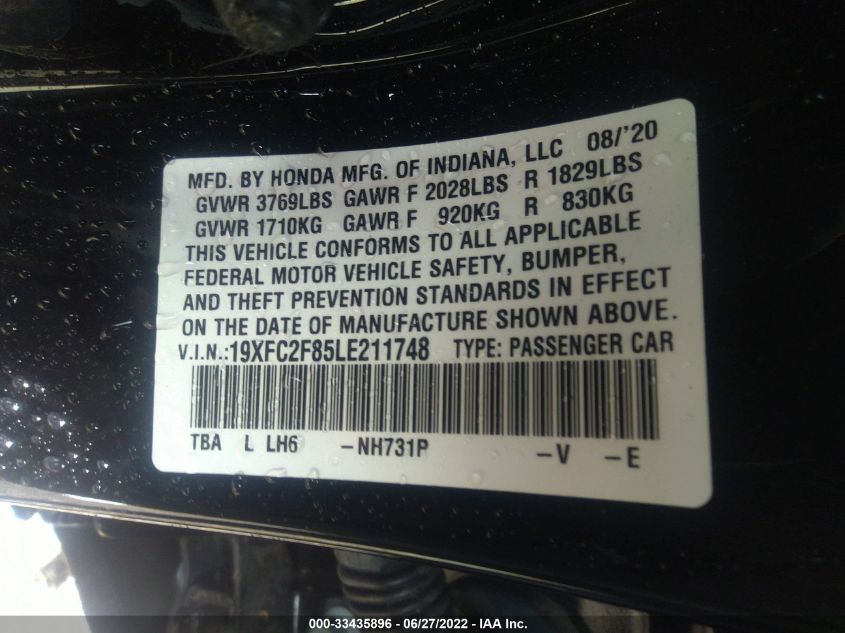 MFD. BY HONDA MFG. OF INDIANA, LLC 08/'20
GVWR 3769LBS GAWR F 2028LBS R 1829LBS
GVWR 1710KG GAWR F 920KG R 830KG
THIS VEHICLE CONFORMS TO ALL APPLICABLE
FEDERAL MOTOR VEHICLE SAFETY, BUMPER,
AND THEFT PREVENTION STANDARDS IN EFFECT
ON THE DATE OF MANUFACTURE SHOWN ABOVE.
V.I.N.:19XFC2F85LE211748 TYPE: PASSENGER CAR
TBA L LH6 -NH731P -V -E
000-33435896 - 06/27/2022 - IAA Inc.